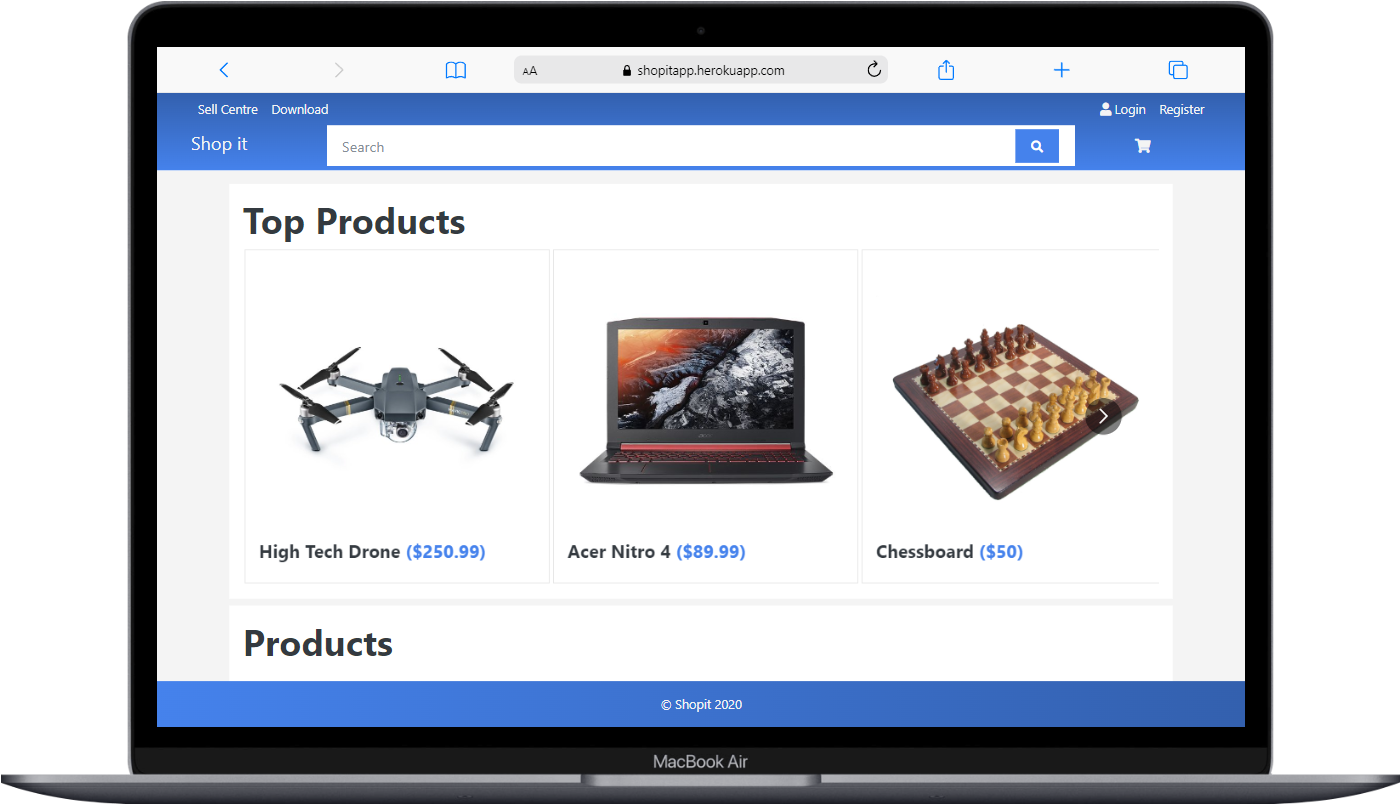 AA shopitapp.herokuapp.com
Sell Centre Download Login Register
Shop it Search
Top Products
High Tech Drone ($250.99) Acer Nitro 4 ($89.99) Chessboard ($50)
Products
© Shopit 2020
MacBook Air